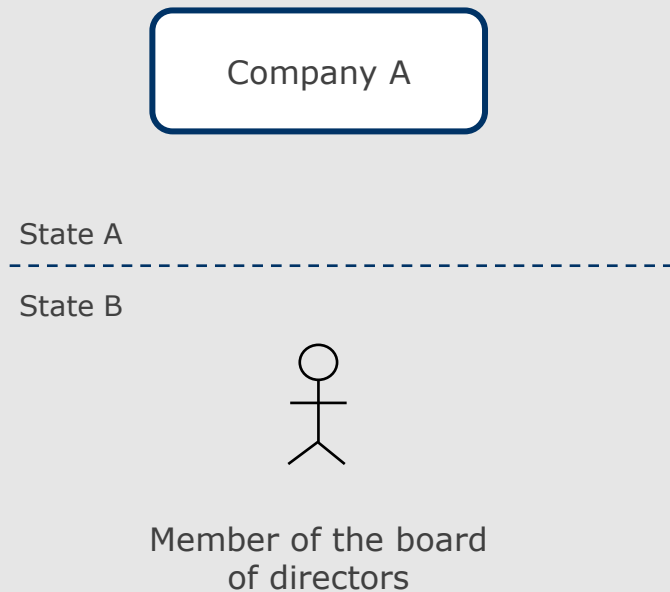 Company A
State A
State B
Member of the board
of directors